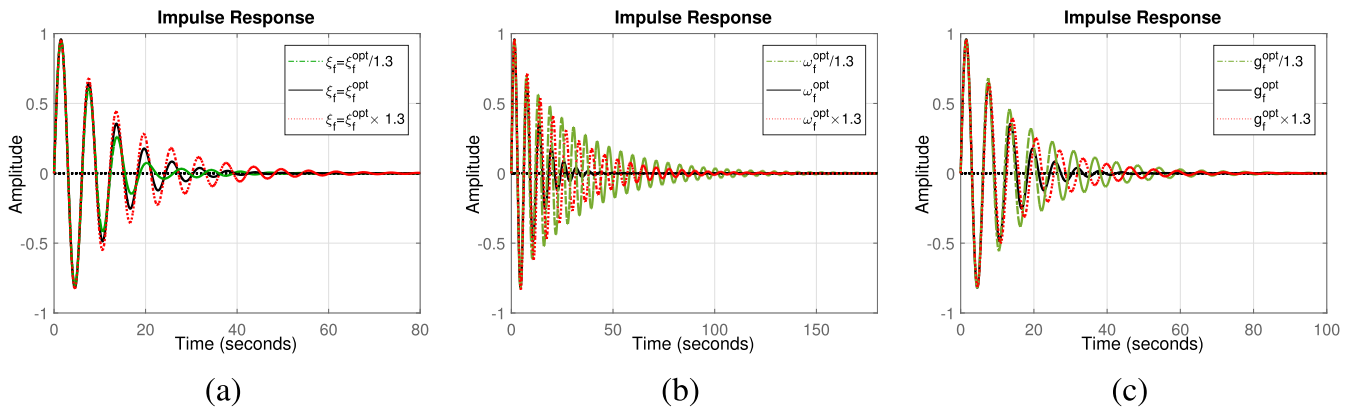 Impulse Response
1
0.5
0
-0.5
-1
Amplitude
ξf=ξf^opt/1.3
ξf=ξf^opt
ξf=ξf^opt × 1.3
0 20 40 60 80
Time (seconds)
(a)
Impulse Response
1
0.5
0
-0.5
-1
Amplitude
ωf^opt/1.3
ωf^opt
ωf^opt×1.3
0 50 100 150
Time (seconds)
(b)
Impulse Response
1
0.5
0
-0.5
-1
Amplitude
gf^opt/1.3
gf^opt
gf^opt×1.3
0 20 40 60 80 100
Time (seconds)
(c)